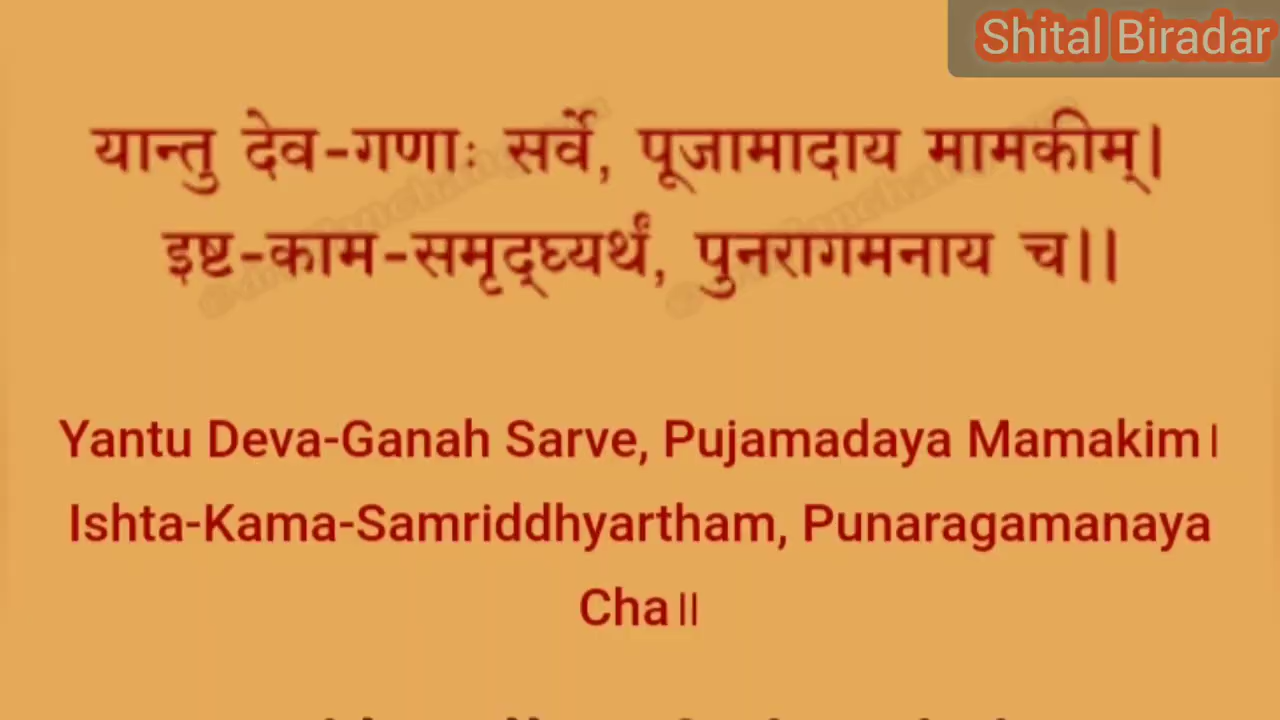 Shital Biradar
यान्तु देव-गणाः सर्वे, पूजामादाय मामकीम्।
इष्ट-काम-समृद्घ्यर्थं, पुनरागमनाय च।।
Yantu Deva-Ganah Sarve, Pujamadaya Mamakim।
Ishta-Kama-Samriddhyartham, Punaragamanaya
Cha॥